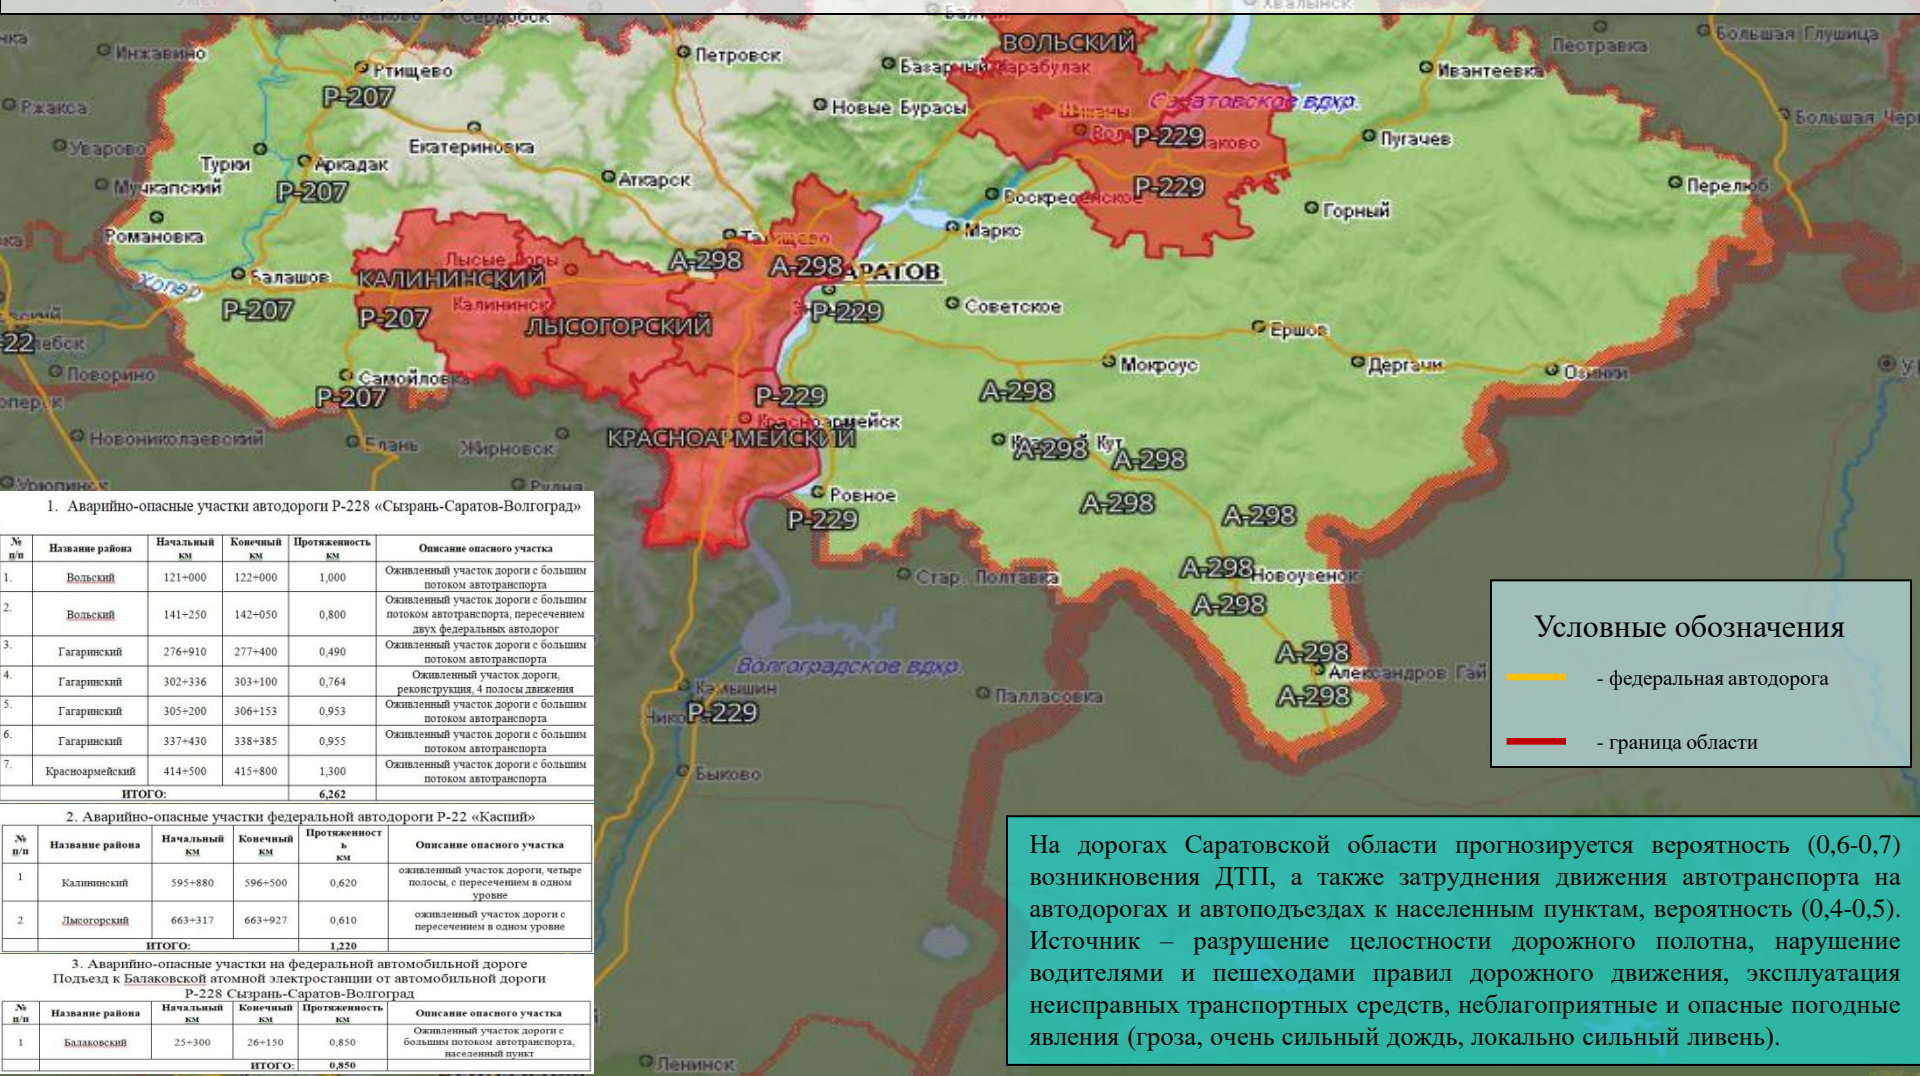 Инжавино
Ртищево
Петровск
ВОЛЬСКИЙ
Базарный Карабулак
Ивантеевка
Пестравка
Большая Глушица
Ржакса
Р-207
Новые Бурасы
Шиханы
Саратовское вдхр.
Уварово
Екатериновка
Р-229
Пугачев
Турки
Аркадак
Мучкапский
Р-207
Аткарск
Воскресенское
Р-229
Перелюб
Горный
Романовка
Маркс
Татищево
А-298
А-298
САРАТОВ
Лысые Горы
КАЛИНИНСКИЙ
Балашов
Хопер
Калининск
Р-207
Р-207
ЛЫСОГОРСКИЙ
Р-229
Советское
Ершов
Мокроус
Дергачи
Озинки
Поворино
Самойловка
Р-207
Р-229
А-298
Красноармейск
КРАСНОАРМЕЙСКИЙ
Новониколаевский
Елань
Жирновск
Красный Кут
А-298
А-298
Ровное
А-298
А-298
Р-229
Урюпинск
Рудня
Стар. Полтавка
А-298
Новоузенск
А-298
А-298
Александров Гай
А-298
Волгоградское вдхр.
Камышин
Р-229
Палласовка
Быково
Ленинск
1. Аварийно-опасные участки автодороги Р-228 «Сызрань-Саратов-Волгоград»
№ п/п Название района Начальный км Конечный км Протяженность км Описание опасного участка
1. Вольский 121+000 122+000 1,000 Оживленный участок дороги с большим потоком автотранспорта
2. Вольский 141+250 142+050 0,800 Оживленный участок дороги с большим потоком автотранспорта, пересечением двух федеральных автодорог
3. Гагаринский 276+910 277+400 0,490 Оживленный участок дороги с большим потоком автотранспорта
4. Гагаринский 302+336 303+100 0,764 Оживленный участок дороги, реконструкция, 4 полосы движения
5. Гагаринский 305+200 306+153 0,953 Оживленный участок дороги с большим потоком автотранспорта
6. Гагаринский 337+430 338+385 0,955 Оживленный участок дороги с большим потоком автотранспорта
7. Красноармейский 414+500 415+800 1,300 Оживленный участок дороги с большим потоком автотранспорта
ИТОГО: 6,262
2. Аварийно-опасные участки федеральной автодороги Р-22 «Каспий»
№ п/п Название района Начальный км Конечный км Протяженность км Описание опасного участка
1 Калининский 595+880 596+500 0,620 оживленный участок дороги, четыре полосы, с пересечением в одном уровне
2 Лысогорский 663+317 663+927 0,610 оживленный участок дороги с пересечением в одном уровне
ИТОГО: 1,220
3. Аварийно-опасные участки на федеральной автомобильной дороге
Подъезд к Балаковской атомной электростанции от автомобильной дороги
Р-228 Сызрань-Саратов-Волгоград
№ п/п Название района Начальный км Конечный км Протяженность км Описание опасного участка
1 Балаковский 25+300 26+150 0,850 Оживленный участок дороги с большим потоком автотранспорта, населенный пункт
ИТОГО: 0,850
Условные обозначения
- федеральная автодорога
- граница области
На дорогах Саратовской области прогнозируется вероятность (0,6-0,7)
возникновения ДТП, а также затруднения движения автотранспорта на
автодорогах и автоподъездах к населенным пунктам, вероятность (0,4-0,5).
Источник – разрушение целостности дорожного полотна, нарушение
водителями и пешеходами правил дорожного движения, эксплуатация
неисправных транспортных средств, неблагоприятные и опасные погодные
явления (гроза, очень сильный дождь, локально сильный ливень).